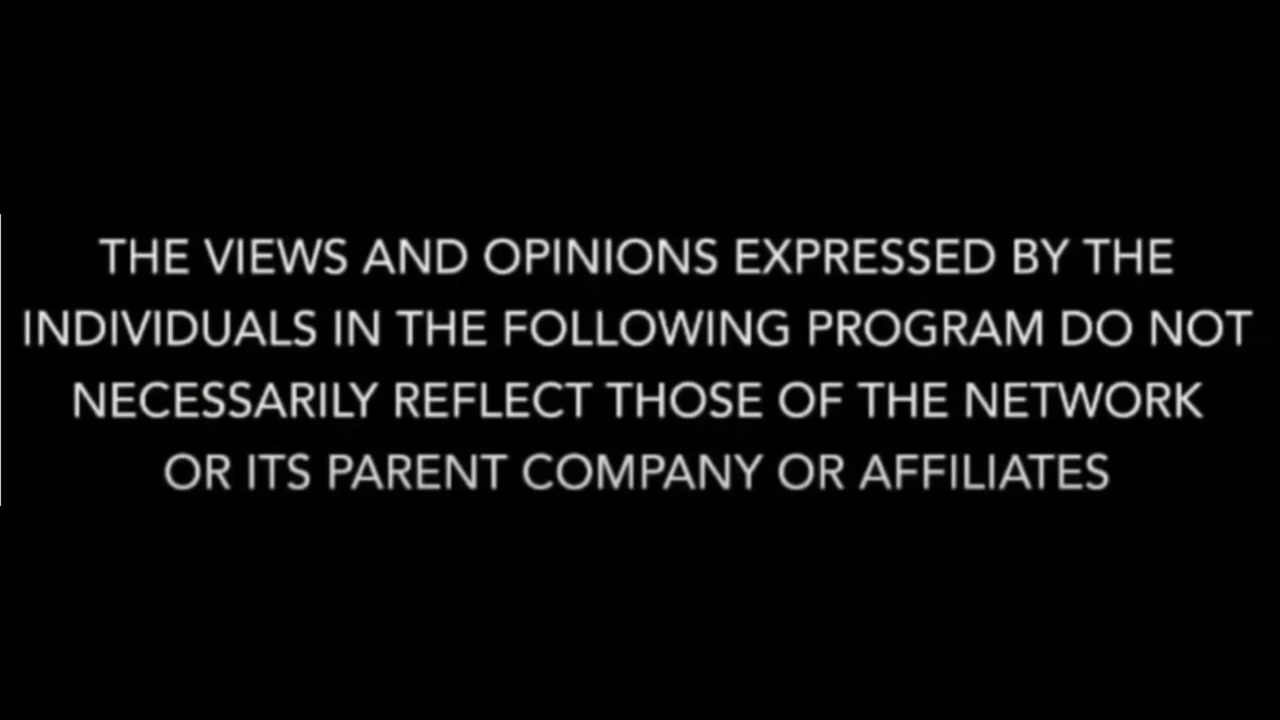 THE VIEWS AND OPINIONS EXPRESSED BY THE
INDIVIDUALS IN THE FOLLOWING PROGRAM DO NOT
NECESSARILY REFLECT THOSE OF THE NETWORK
OR ITS PARENT COMPANY OR AFFILIATES